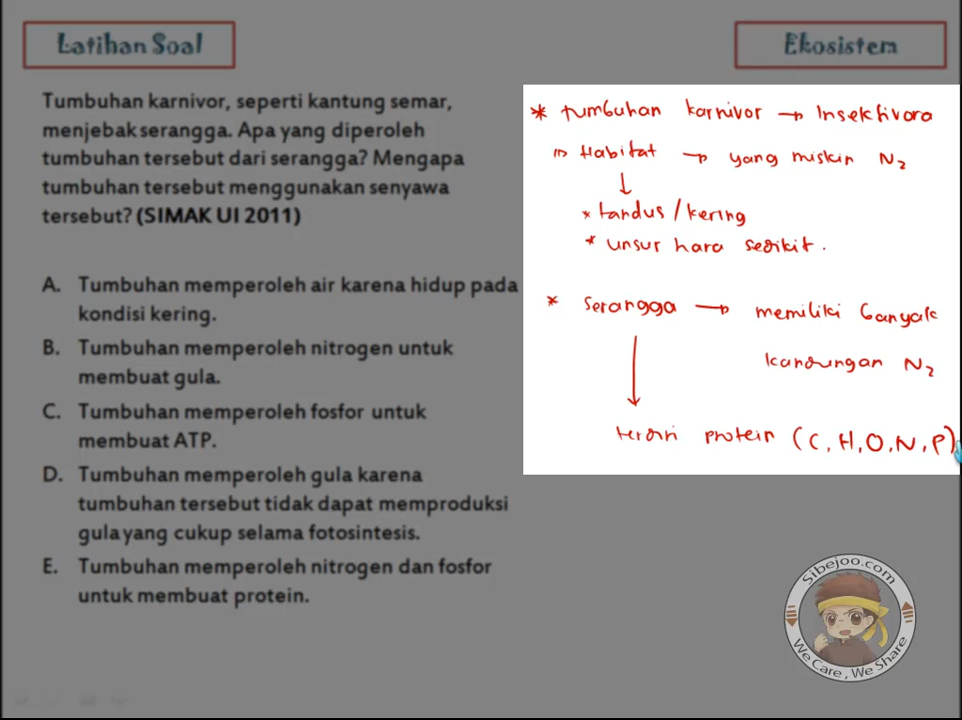 Latihan Soal
Ekosistem
Tumbuhan karnivor, seperti kantung semar,
menjebak serangga. Apa yang diperoleh
tumbuhan tersebut dari serangga? Mengapa
tumbuhan tersebut menggunakan senyawa
tersebut? (SIMAK UI 2011)
A. Tumbuhan memperoleh air karena hidup pada
kondisi kering.
B. Tumbuhan memperoleh nitrogen untuk
membuat gula.
C. Tumbuhan memperoleh fosfor untuk
membuat ATP.
D. Tumbuhan memperoleh gula karena
tumbuhan tersebut tidak dapat memproduksi
gula yang cukup selama fotosintesis.
E. Tumbuhan memperoleh nitrogen dan fosfor
untuk membuat protein.
* Tumbuhan karnivor → Insektivora
⇒ Habitat → yang miskin N₂
↓
* tandus / kering
* unsur hara sedikit.
* Serangga → memiliki banyak
kandungan N₂
↓
terdiri protein (C, H, O, N, P)
Sibejoo.com
We Care, We Share